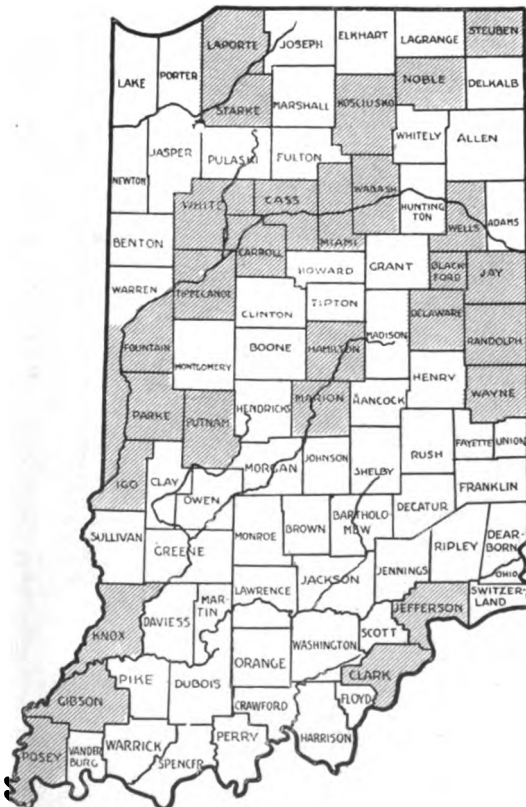 LAPORTE
JOSEPH
ELKHART
LAGRANGE
STEUBEN
LAKE
PORTER
NOBLE
DELKALB
STARKE
MARSHALL
KOSCIUSKO
WHITELY
ALLEN
JASPER
PULASKI
FULTON
NEWTON
WHITE
CASS
WABASH
HUNTING
TON
ADAMS
MIAMI
WELLS
BENTON
CARROLL
HOWARD
GRANT
BLACK
FORD
JAY
WARREN
TIPPECANOE
CLINTON
TIPTON
MADISON
DELAWARE
RANDOLPH
FOUNTAIN
MONTGOMERY
BOONE
HAMILTON
HENRY
WAYNE
PARKE
PUTNAM
HENDRICKS
MARION
HANCOCK
RUSH
FAYETTE
UNION
IGO
CLAY
OWEN
MORGAN
JOHNSON
SHELBY
FRANKLIN
DECATUR
SULLIVAN
GREENE
MONROE
BROWN
BARTHOLO-
MEW
RIPLEY
DEAR-
BORN
OHIO
JENNINGS
JACKSON
LAWRENCE
SWITZER-
LAND
KNOX
DAVIESS
MAR-
TIN
JEFFERSON
SCOTT
WASHINGTON
ORANGE
CLARK
GIBSON
PIKE
DUBOIS
CRAWFORD
FLOYD
HARRISON
POSEY
VANDER
BURG
WARRICK
SPENCER
PERRY